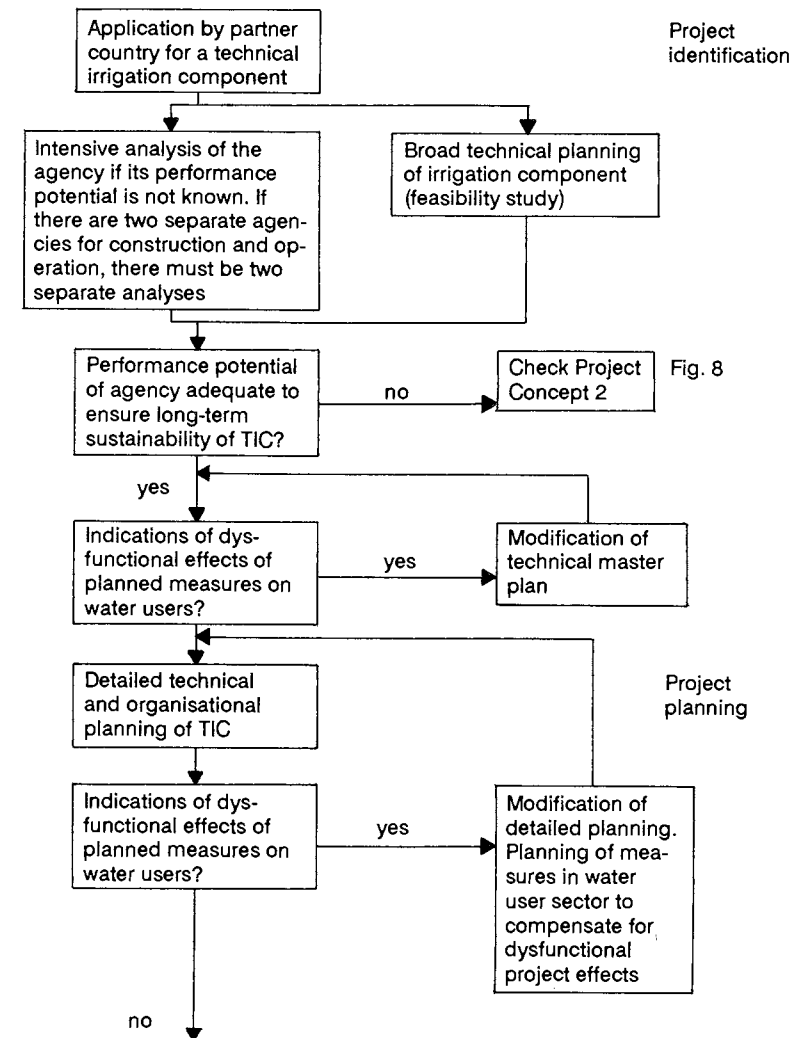 Application by partner
country for a technical
irrigation component
Project
identification
Intensive analysis of the
agency if its performance
potential is not known. If
there are two separate agen-
cies for construction and op-
eration, there must be two
separate analyses
Broad technical planning
of irrigation component
(feasibility study)
Performance potential
of agency adequate to
ensure long-term
sustainability of TIC?
no
Check Project
Concept 2
Fig. 8
yes
Indications of dys-
functional effects of
planned measures on
water users?
yes
Modification of
technical master
plan
Detailed technical
and organisational
planning of TIC
Project
planning
Indications of dys-
functional effects of
planned measures on
water users?
yes
Modification of
detailed planning.
Planning of mea-
sures in water
user sector to
compensate for
dysfunctional
project effects
no